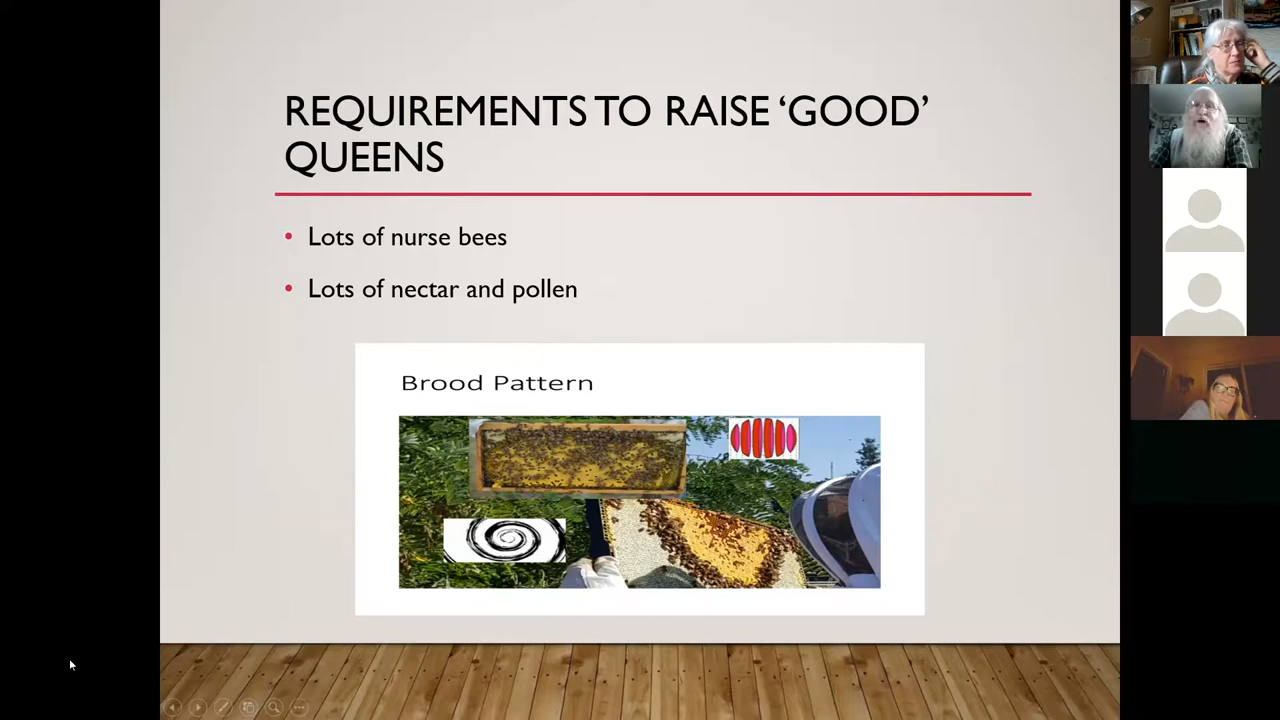 REQUIREMENTS TO RAISE ‘GOOD’
QUEENS
• Lots of nurse bees
• Lots of nectar and pollen
Brood Pattern